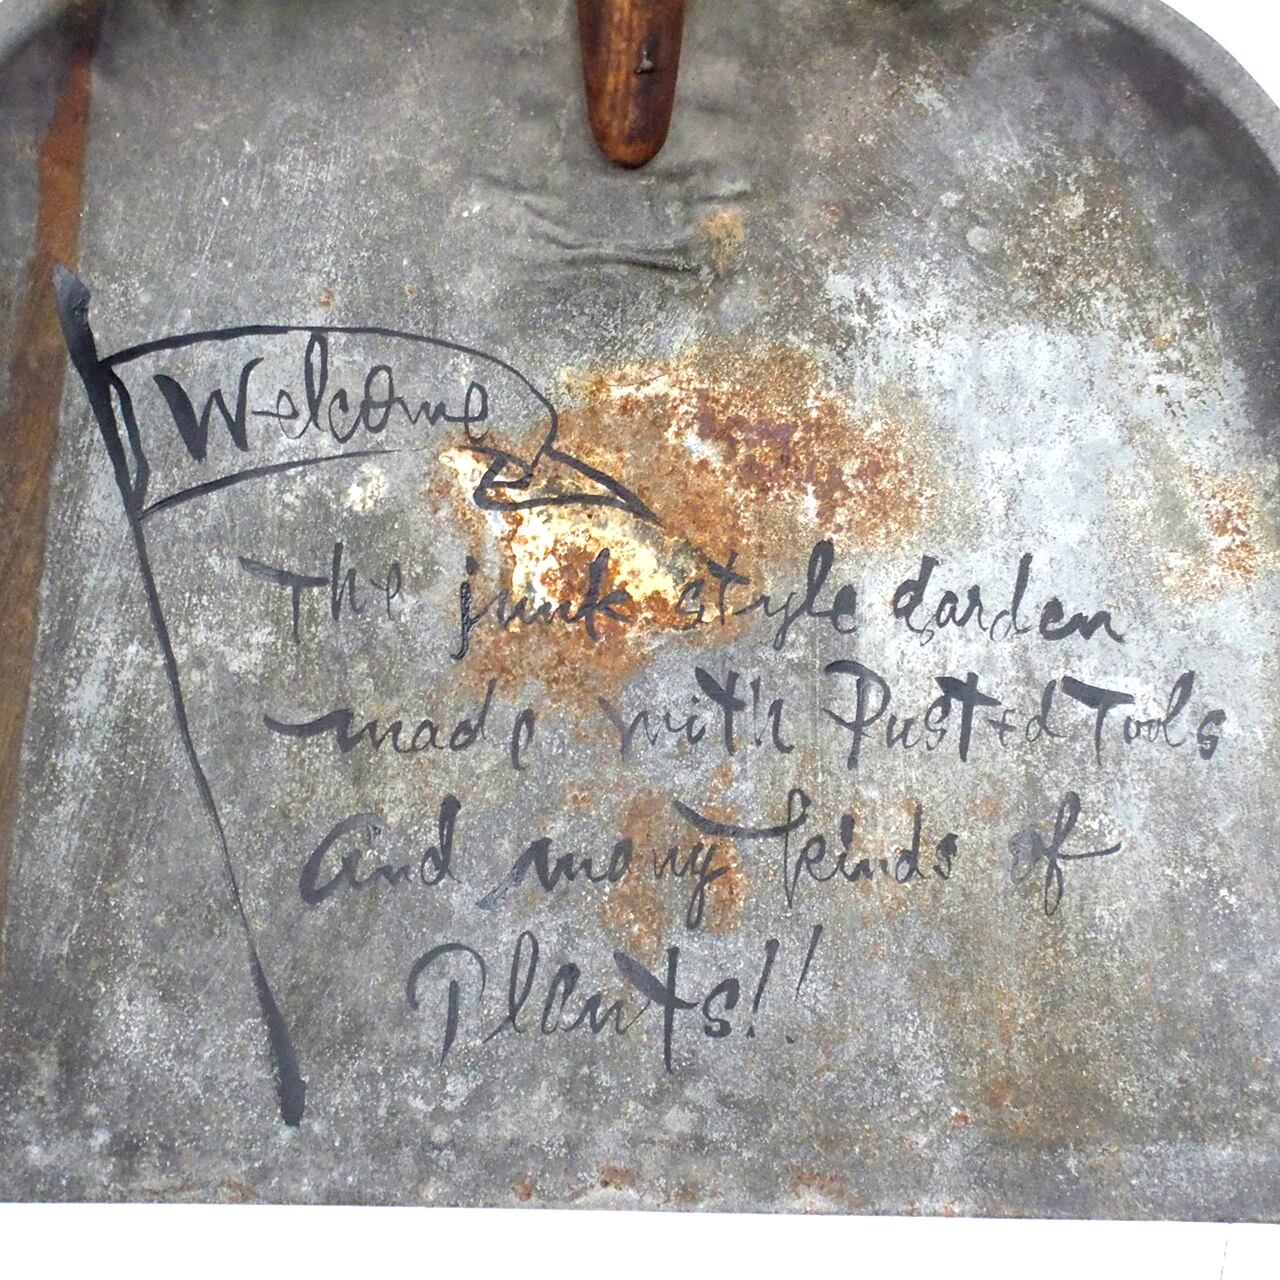 Welcome
The junk style garden
made with Rusted Tools
and many kinds of
Plants!!